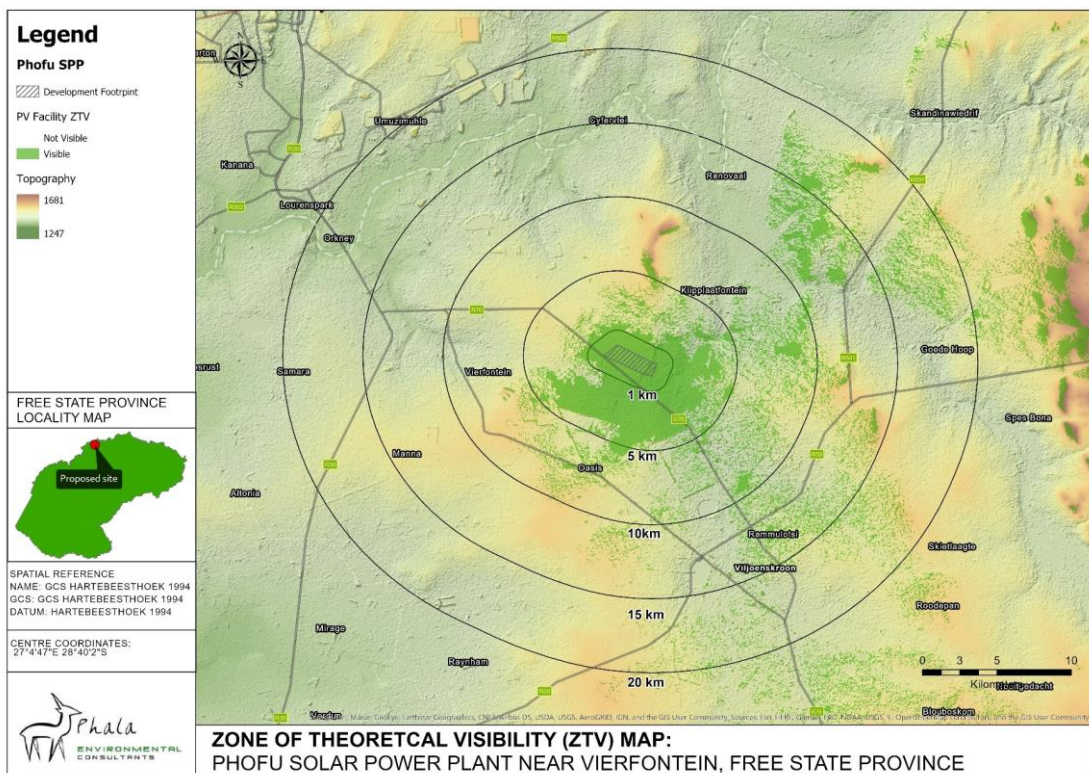 Legend
Phofu SPP
Development Footrpint
PV Facility ZTV
Not Visible
Visible
Topography
1681
1247
FREE STATE PROVINCE
LOCALITY MAP
Proposed site
SPATIAL REFERENCE
NAME: GCS HARTEBEESTHOEK 1994
GCS: GCS HARTEBEESTHOEK 1994
DATUM: HARTEBEESTHOEK 1994
CENTRE COORDINATES:
27°4'47"E 28°40'2"S
Phala
ENVIRONMENTAL
CONSULTANTS
N
S
Umuzimuhle
Cyfervlei
Skandinawiedrif
Kanana
Renovaal
Lourenspark
Orkney
Klipplaatfontein
Goede Hoop
Samara
Vierfontein
1 km
Spes Bona
5 km
Manna
Oasis
Altonia
10km
Rammulotsi
Skietlaagte
Viljoenskroon
15 km
Roodepan
Mirage
Raynham
20 km
0 3 5 10
Kilometers
Nooitgedacht
Blouboskom
ZONE OF THEORETCAL VISIBILITY (ZTV) MAP:
PHOFU SOLAR POWER PLANT NEAR VIERFONTEIN, FREE STATE PROVINCE